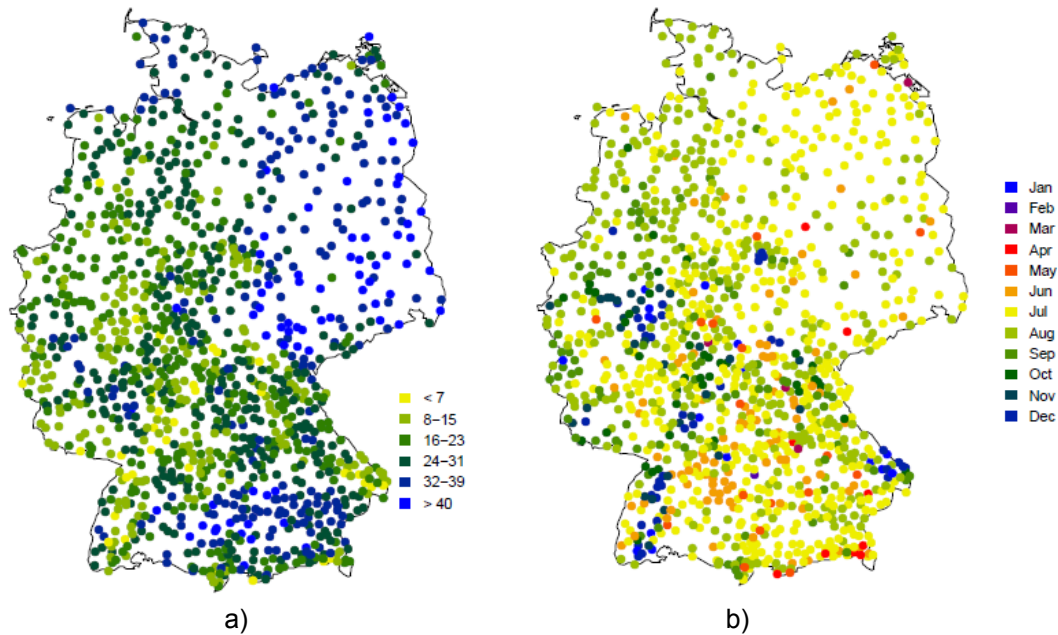 < 7
8–15
16–23
24–31
32–39
> 40
Jan
Feb
Mar
Apr
May
Jun
Jul
Aug
Sep
Oct
Nov
Dec
a)
b)